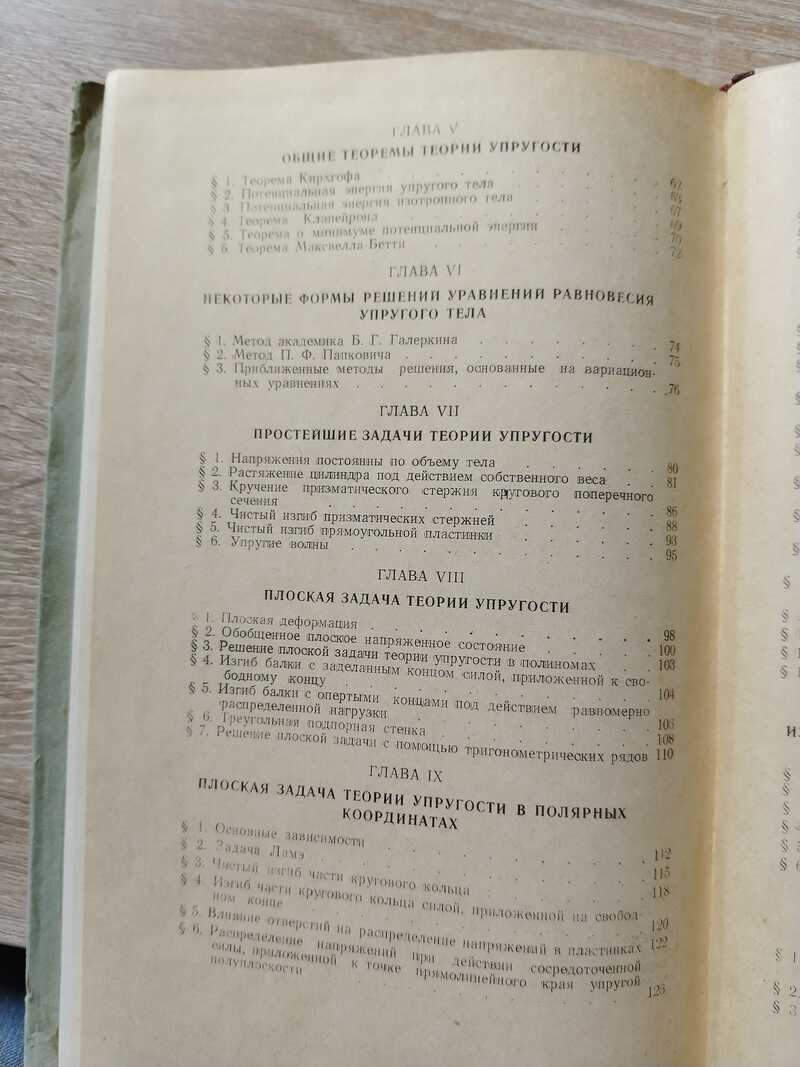 ГЛАВА V
ОБЩИЕ ТЕОРЕМЫ ТЕОРИИ УПРУГОСТИ
§ 1. Теорема Кирхгофа . . . . . . . . 62
§ 2. Потенциальная энергия упругого тела . . . . 63
§ 3. Потенциальная энергия изотропного тела . . . . 67
§ 4. Теорема Клапейрона . . . . . . . . 69
§ 5. Теорема о минимуме потенциальной энергии . . . . 70
§ 6. Теорема Максвелла-Бетти . . . . . . . 72
ГЛАВА VI
НЕКОТОРЫЕ ФОРМЫ РЕШЕНИЙ УРАВНЕНИЙ РАВНОВЕСИЯ
УПРУГОГО ТЕЛА
§ 1. Метод академика Б. Г. Галеркина . . . . . . . 74
§ 2. Метод П. Ф. Папковича . . . . . . . . . 75
§ 3. Приближенные методы решения, основанные на вариацион-
ных уравнениях . . . . . . . . . . . 76
ГЛАВА VII
ПРОСТЕЙШИЕ ЗАДАЧИ ТЕОРИИ УПРУГОСТИ
§ 1. Напряжения постоянны по объему тела . . . . . . 80
§ 2. Растяжение цилиндра под действием собственного веса . . 81
§ 3. Кручение призматического стержня кругового поперечного
сечения . . . . . . . . . . . . 86
§ 4. Чистый изгиб призматических стержней . . . . . 88
§ 5. Чистый изгиб прямоугольной пластинки . . . . . 93
§ 6. Упругие волны . . . . . . . . . . . 95
ГЛАВА VIII
ПЛОСКАЯ ЗАДАЧА ТЕОРИИ УПРУГОСТИ
§ 1. Плоская деформация . . . . . . . . . . 98
§ 2. Обобщенное плоское напряженное состояние . . . . . 100
§ 3. Решение плоской задачи теории упругости в полиномах . . 103
§ 4. Изгиб балки с заделанным концом силой, приложенной к сво-
бодному концу . . . . . . . . . . . 104
§ 5. Изгиб балки с опертыми концами под действием равномерно
распределенной нагрузки . . . . . . . . . 106
§ 6. Треугольная подпорная стенка . . . . . . . . 108
§ 7. Решение плоской задачи с помощью тригонометрических рядов 110
ГЛАВА IX
ПЛОСКАЯ ЗАДАЧА ТЕОРИИ УПРУГОСТИ В ПОЛЯРНЫХ
КООРДИНАТАХ
§ 1. Основные зависимости . . . . . . . . . 112
§ 2. Задача Ламэ . . . . . . . . . . . 115
§ 3. Чистый изгиб части кругового кольца . . . . . . 118
§ 4. Изгиб части кругового кольца силой, приложенной на свобод-
ном конце . . . . . . . . . . . . 120
§ 5. Влияние отверстий на распределение напряжений в пластинках 122
§ 6. Распределение напряжений при действии сосредоточенной
силы, приложенной к точке прямолинейного края упругой
полуплоскости . . . . . . . . . . .